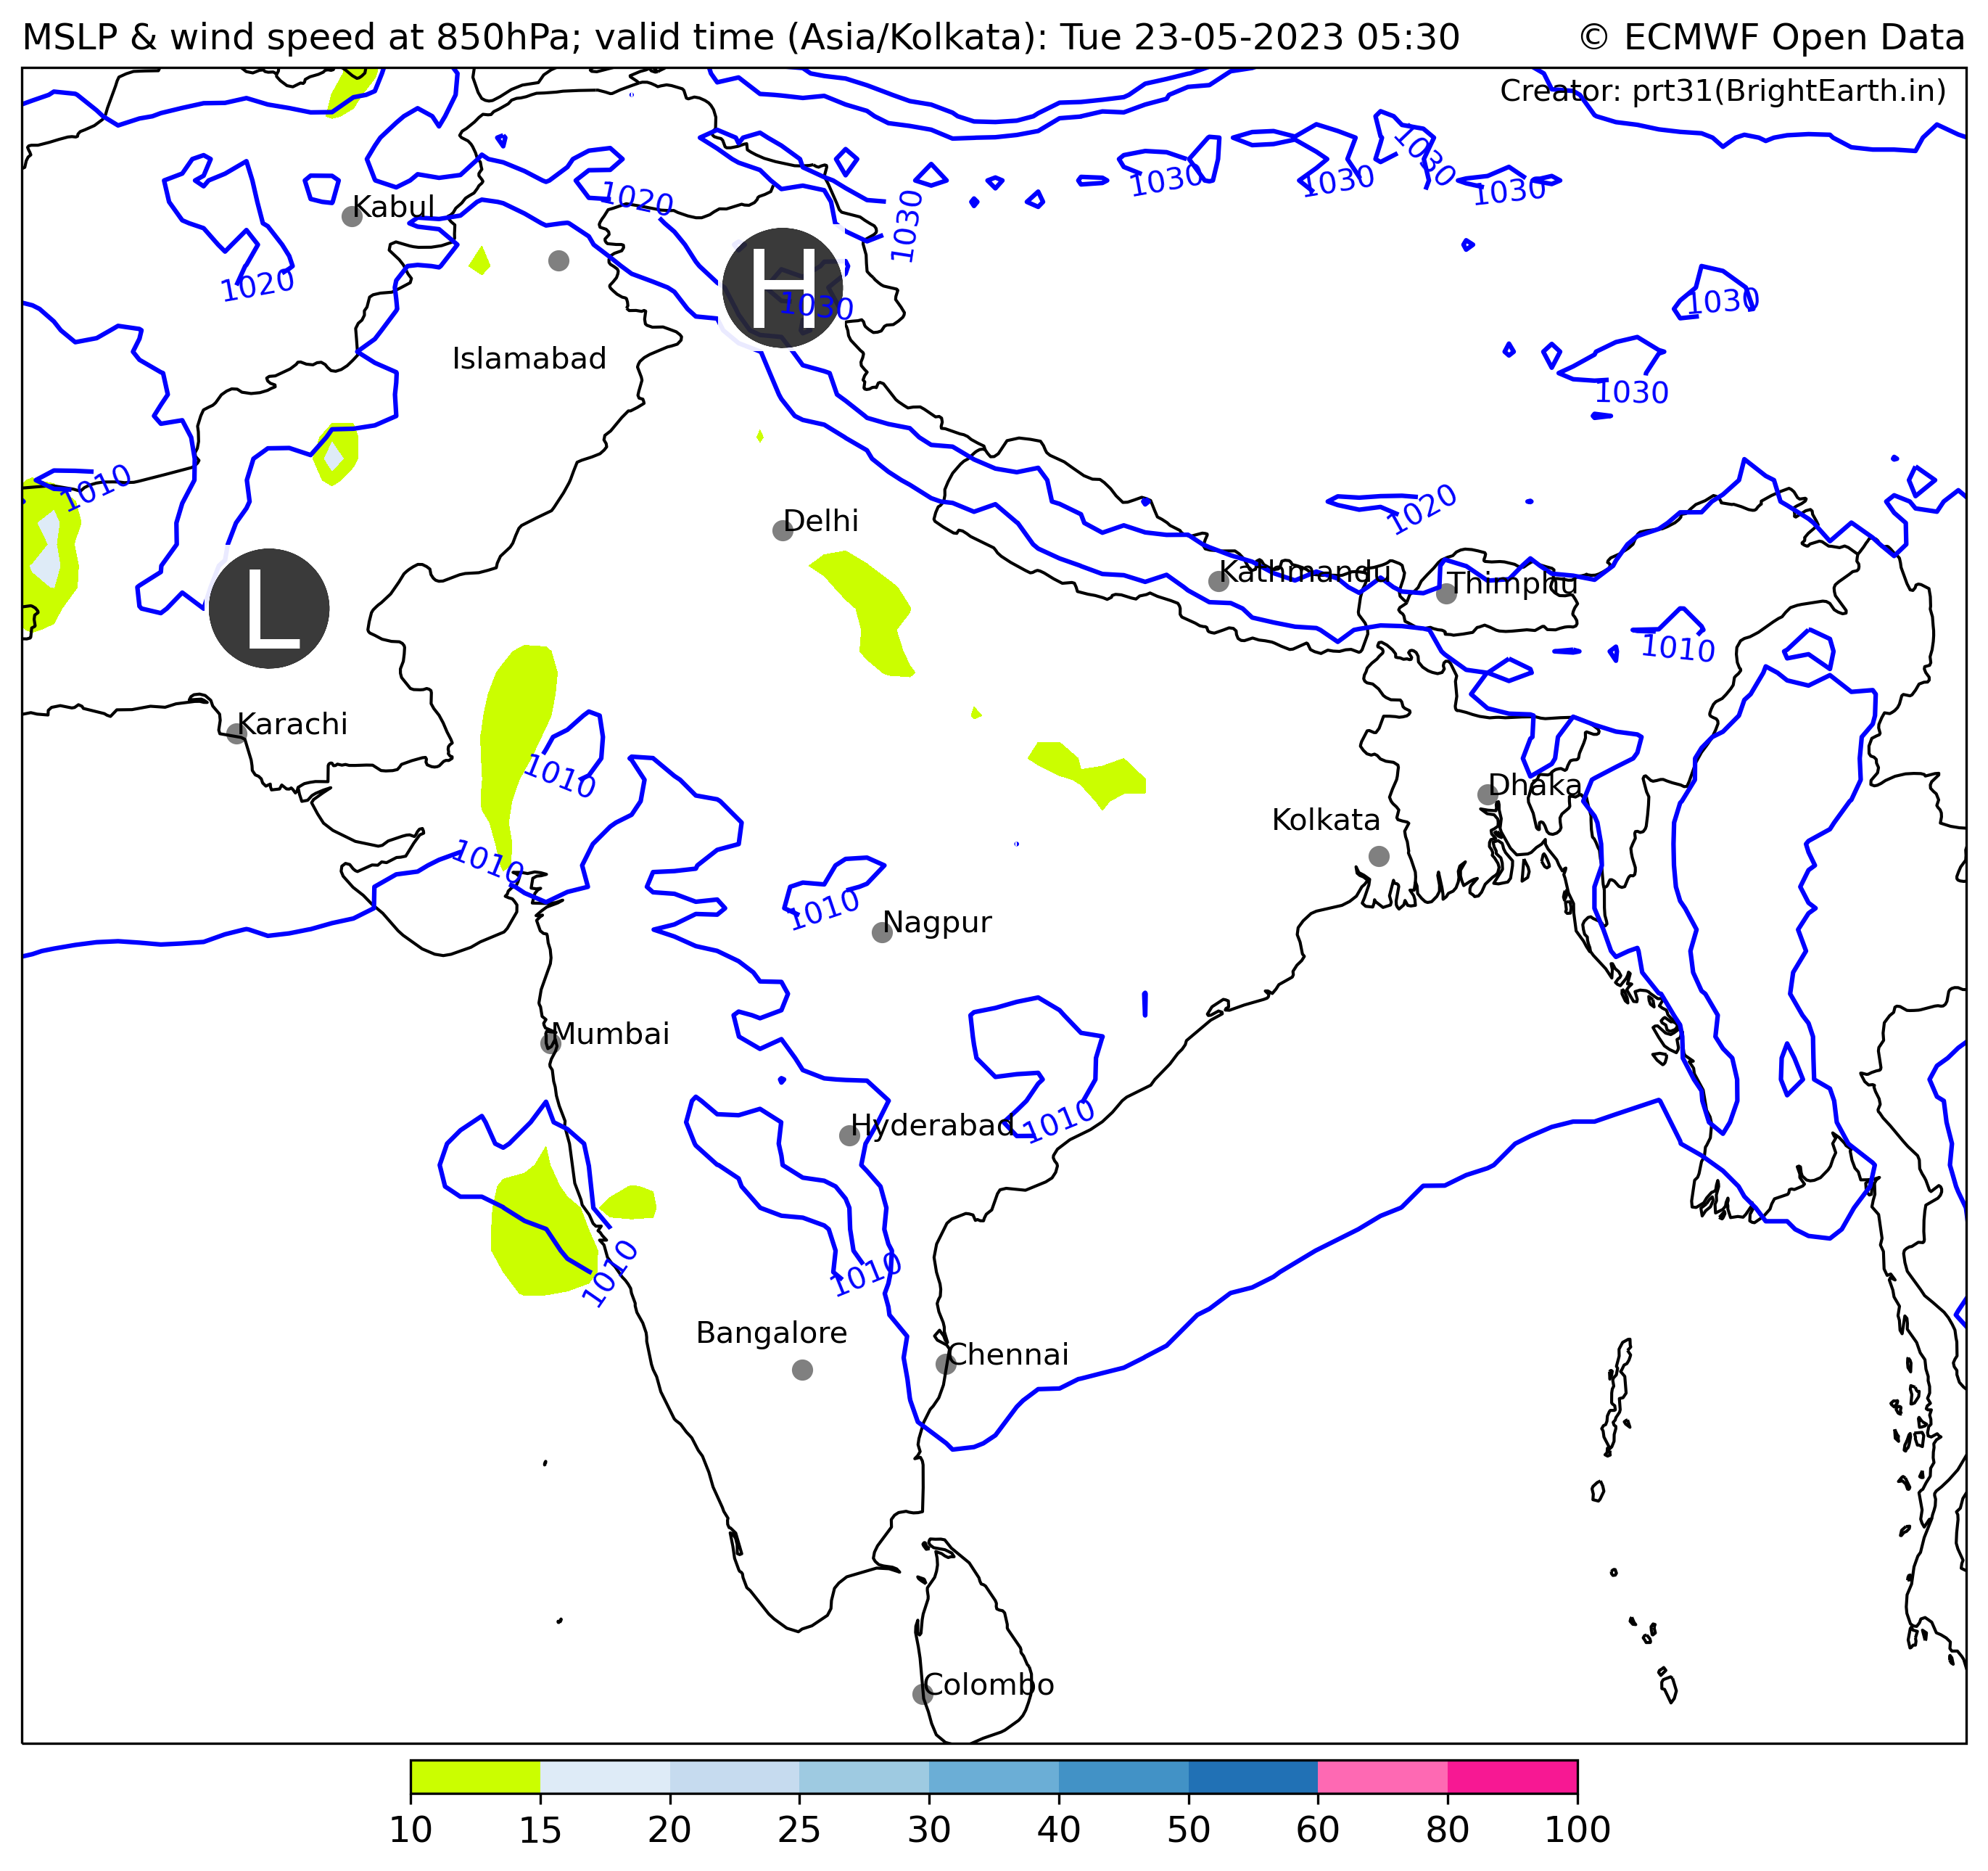 MSLP & wind speed at 850hPa; valid time (Asia/Kolkata): Tue 23-05-2023 05:30
© ECMWF Open Data
Creator: prt31(BrightEarth.in)
1030
1030
1030
1030
1020
Kabul
1030
1020
H
1030
1030
Islamabad
1030
1010
1020
Delhi
Kathmandu
Thimphu
L
1010
Karachi
1010
Dhaka
Kolkata
1010
1010
Nagpur
Mumbai
1010
Hyderabad
1010
1010
Bangalore
Chennai
Colombo
10 15 20 25 30 40 50 60 80 100